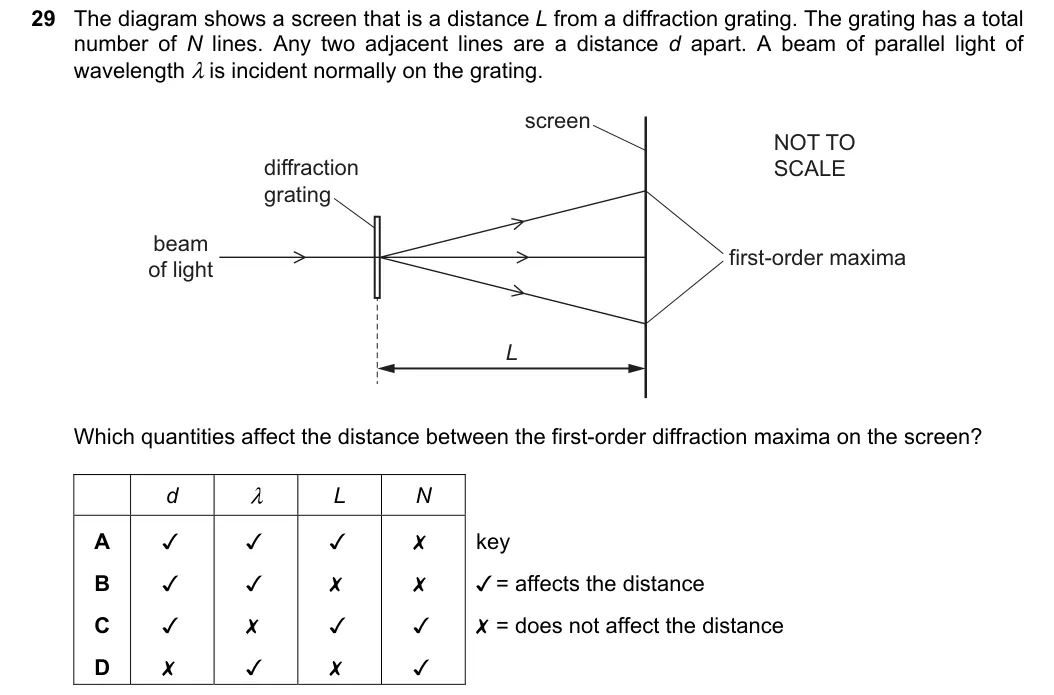 29 The diagram shows a screen that is a distance L from a diffraction grating. The grating has a total
number of N lines. Any two adjacent lines are a distance d apart. A beam of parallel light of
wavelength λ is incident normally on the grating.
screen
NOT TO
SCALE
diffraction
grating
beam
of light
first-order maxima
L
Which quantities affect the distance between the first-order diffraction maxima on the screen?
d λ L N
A ✓ ✓ ✓ ✗ key
B ✓ ✓ ✗ ✗ ✓ = affects the distance
C ✓ ✗ ✓ ✓ ✗ = does not affect the distance
D ✗ ✓ ✗ ✓